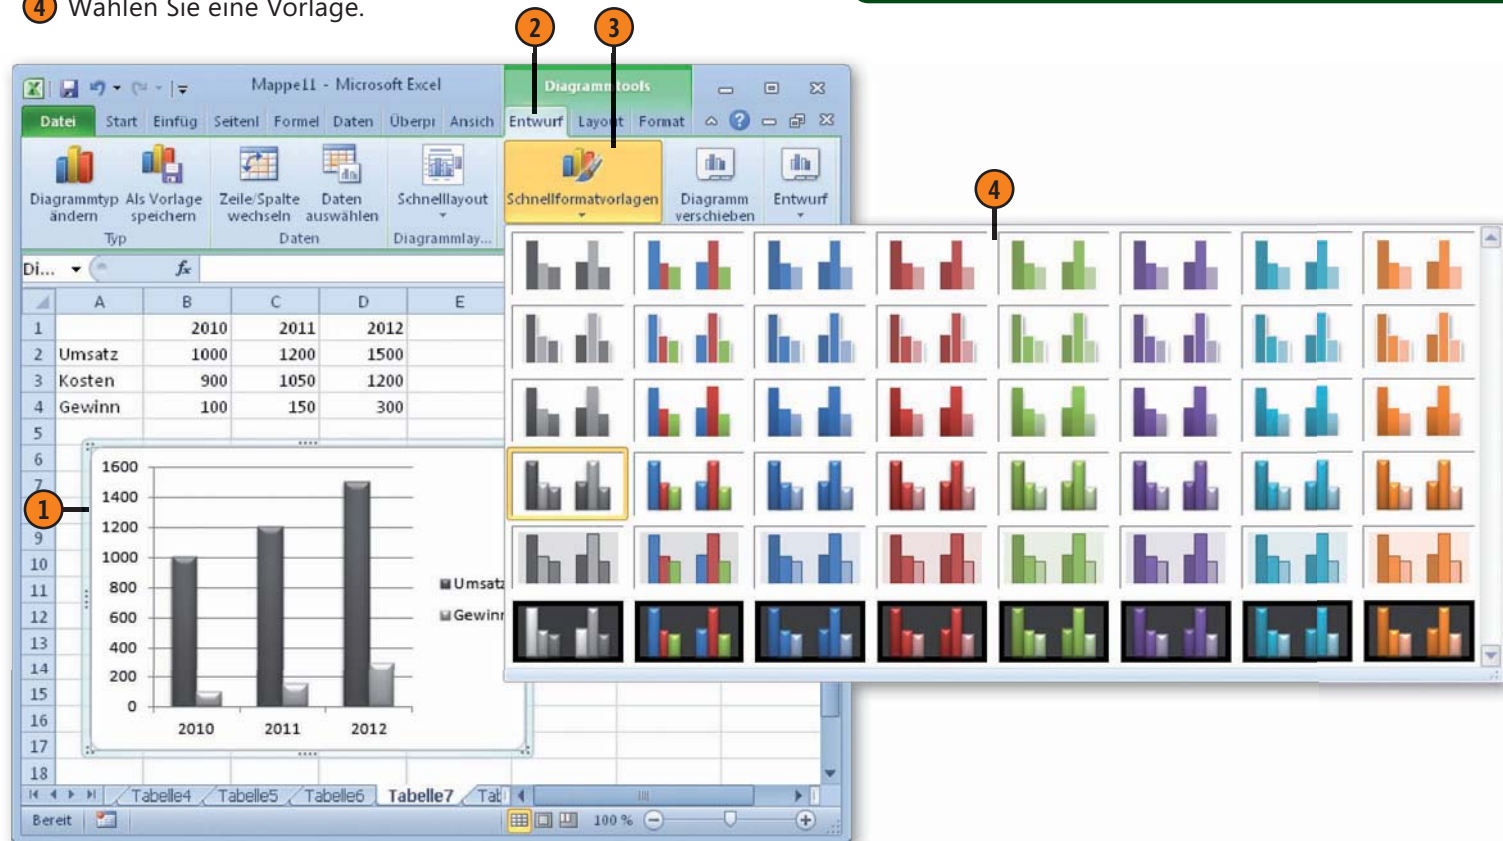 4 Wählen Sie eine Vorlage.
2 3
Mappe11 - Microsoft Excel Diagrammtools
Datei Start Einfüg Seitenl Formel Daten Überpr Ansich Entwurf Layout Format
Diagrammtyp ändern Als Vorlage speichern Zeile/Spalte wechseln Daten auswählen Schnelllayout Schnellformatvorlagen Diagramm verschieben Entwurf
4
Typ Daten Diagrammlay...
Di... fx
A B C D E
1 2010 2011 2012
2 Umsatz 1000 1200 1500
3 Kosten 900 1050 1200
4 Gewinn 100 150 300
5
6
7
1
9
10
11
12
13
14
15
16
17
18
1600
1400
1200
1000
800
600
400
200
0
2010 2011 2012
Umsatz
Gewinn
Tabelle4 Tabelle5 Tabelle6 Tabelle7 Tab
Bereit 100 %